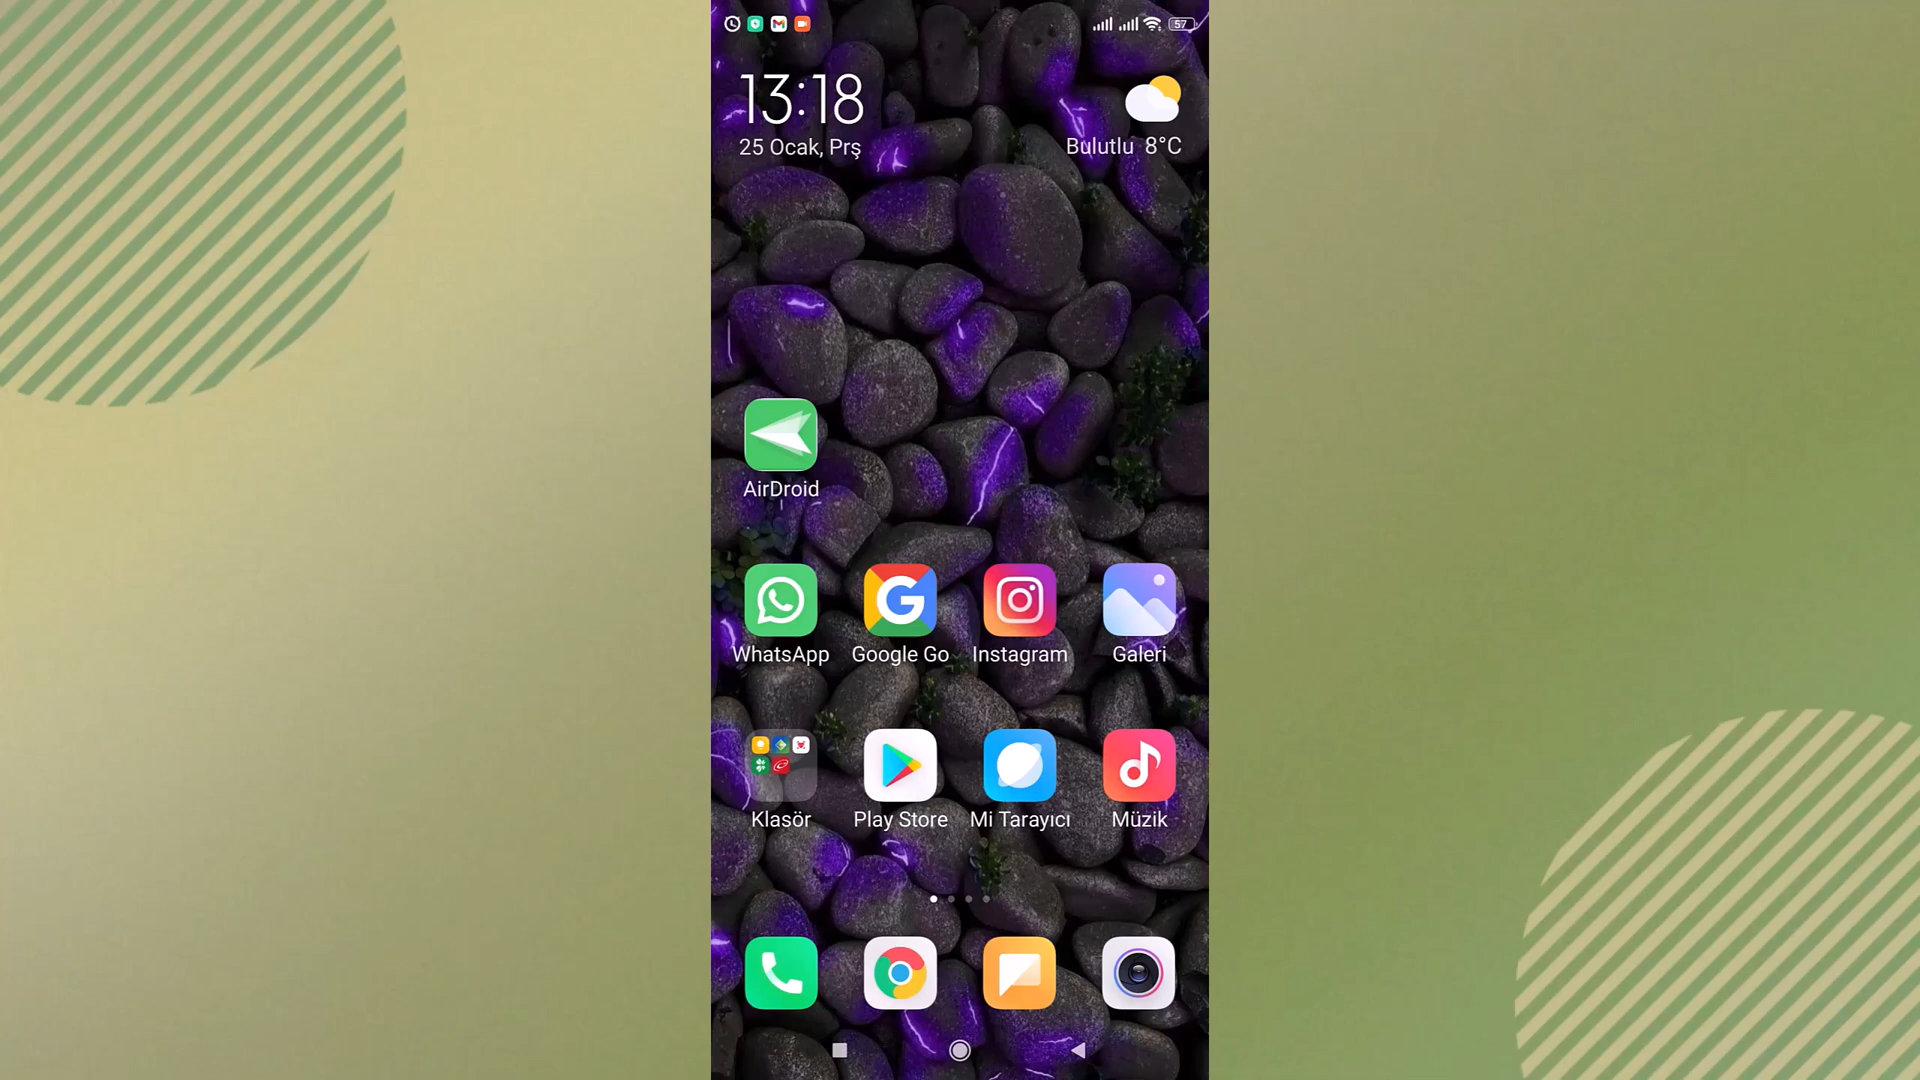 57
13:18
25 Ocak, Prş
Bulutlu 8°C
AirDroid
WhatsApp
Google Go
Instagram
Galeri
Klasör
Play Store
Mi Tarayıcı
Müzik